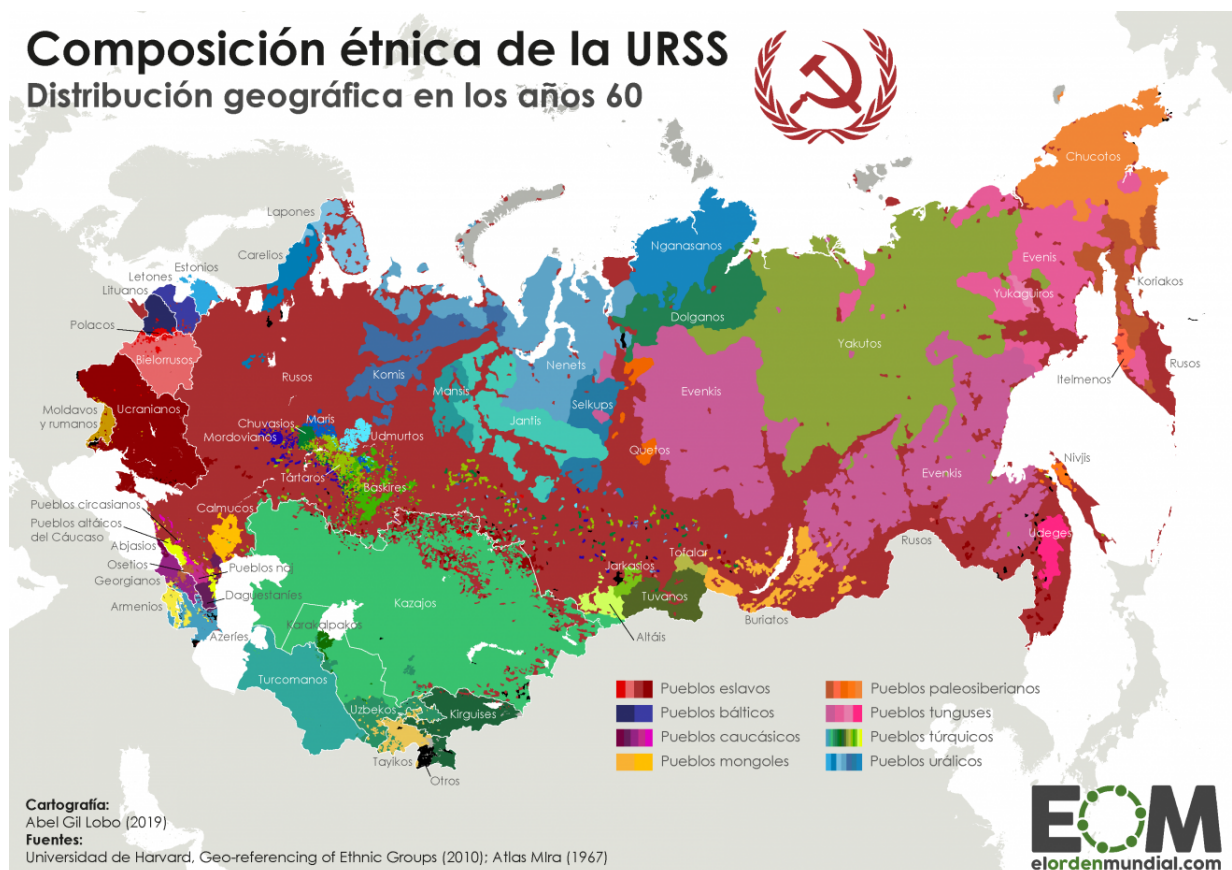 Composición étnica de la URSS
Distribución geográfica en los años 60
Chucotos
Lapones
Nganasanos
Carelios
Evenis
Estonios
Letones
Koriakos
Lituanos
Yukaguiros
Dolganos
Polacos
Yakutos
Bielorrusos
Nenets
Rusos
Rusos
Komis
Itelmenos
Mansis
Evenkis
Selkups
Moldavos
y rumanos
Ucranianos
Jantis
Chuvasios
Maris
Mordovianos
Udmurtos
Quetos
Nivjis
Tártaros
Evenkis
Baskires
Pueblos circasianos
Calmucos
Pueblos altáicos
del Cáucaso
Udeges
Rusos
Abjasios
Tofalar
Osetios
Pueblos naj
Jarkasios
Georgianos
Daguestaníes
Tuvanos
Armenios
Kazajos
Buriatos
Karakalpakos
Azeríes
Altáis
Turcomanos
Uzbekos
Kirguises
Tayikos
Otros
Pueblos eslavos
Pueblos bálticos
Pueblos caucásicos
Pueblos mongoles
Pueblos paleosiberianos
Pueblos tunguses
Pueblos túrquicos
Pueblos urálicos
Cartografía:
Abel Gil Lobo (2019)
Fuentes:
Universidad de Harvard, Geo-referencing of Ethnic Groups (2010); Atlas MIra (1967)
EOM
elordenmundial.com